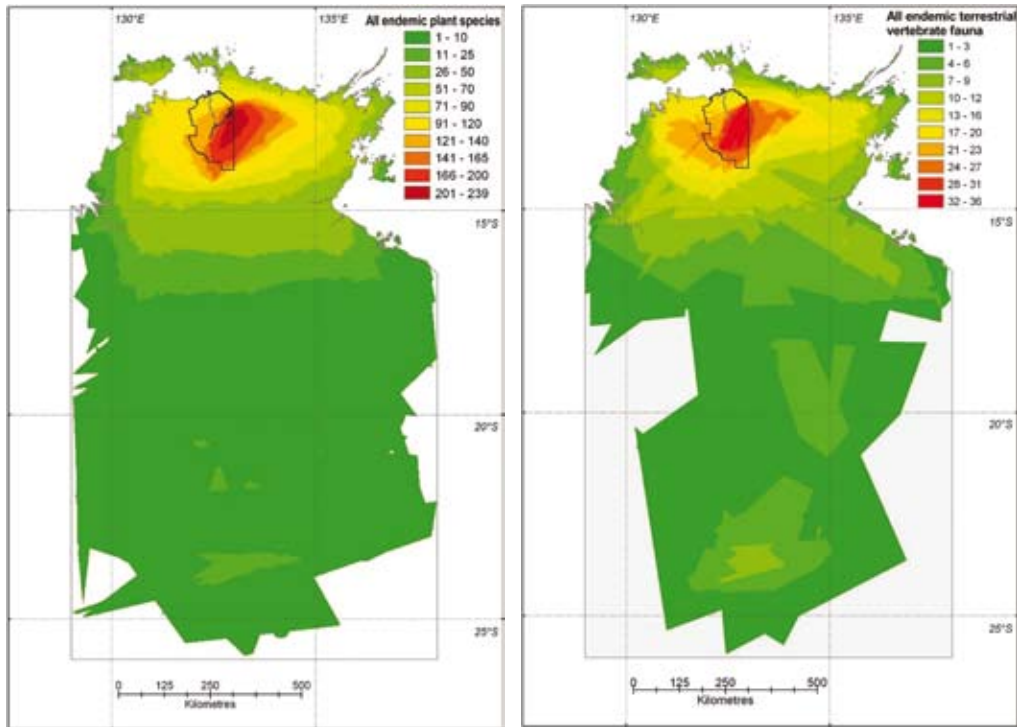 130°E
135°E
All endemic plant species
1 - 10
11 - 25
26 - 50
51 - 70
71 - 90
91 - 120
121 - 140
141 - 165
166 - 200
201 - 239
15°S
20°S
25°S
0 125 250 500
Kilometres
130°E
135°E
All endemic terrestrial
vertebrate fauna
1 - 3
4 - 6
7 - 9
10 - 12
13 - 16
17 - 20
21 - 23
24 - 27
28 - 31
32 - 36
15°S
20°S
25°S
0 125 250 500
Kilometres